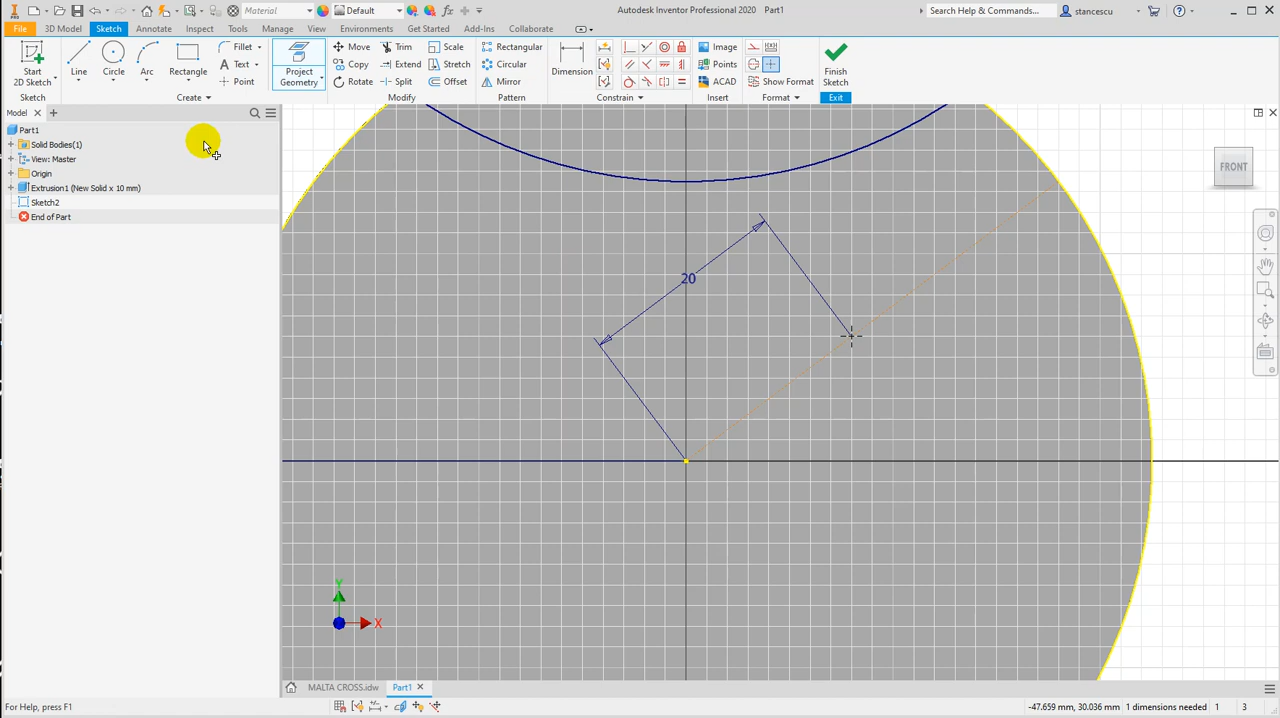 Material
Default
Autodesk Inventor Professional 2020 Part1
Search Help & Commands...
stancescu
PRO
File
3D Model
Sketch
Annotate
Inspect
Tools
Manage
View
Environments
Get Started
Add-Ins
Collaborate
Start
2D Sketch
Sketch
Line
Circle
Arc
Rectangle
Fillet
Text
Point
Create
Project
Geometry
Move
Copy
Rotate
Trim
Extend
Split
Scale
Stretch
Offset
Modify
Rectangular
Circular
Mirror
Pattern
Dimension
Constrain
Image
Points
ACAD
Insert
Show Format
Format
Finish
Sketch
Exit
Model
Part1
Solid Bodies(1)
View: Master
Origin
Extrusion1 (New Solid x 10 mm)
Sketch2
End of Part
20
FRONT
Y
X
MALTA CROSS.idw
Part1
For Help, press F1
-47.659 mm, 30.036 mm
1 dimensions needed
1
3